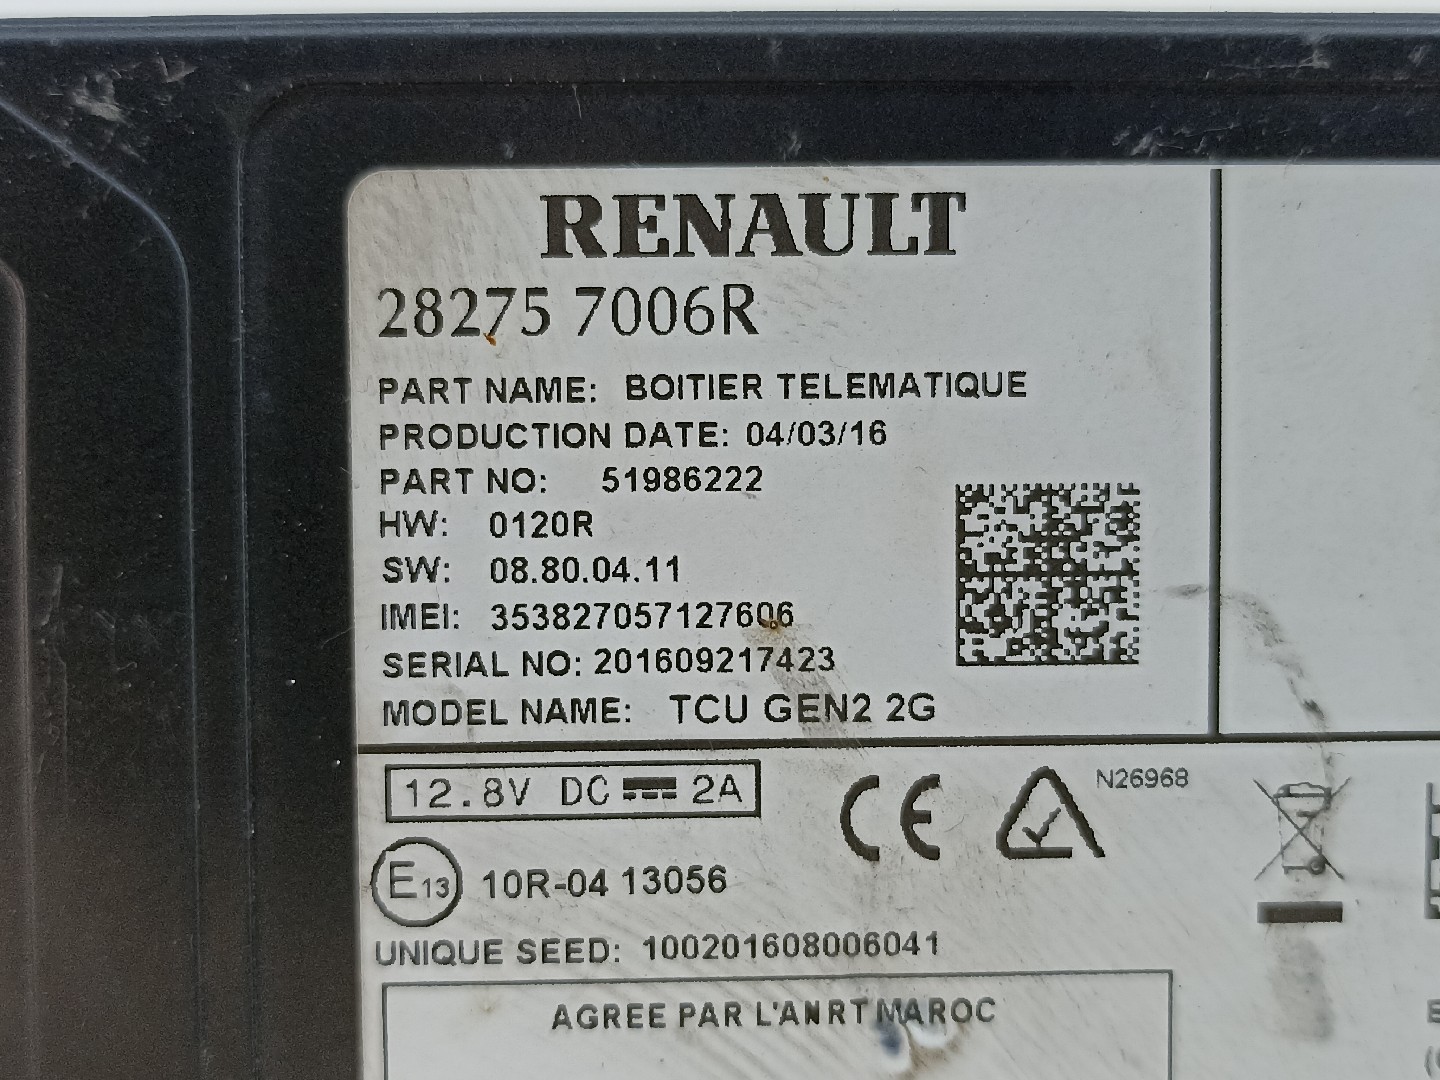 RENAULT
28275 7006R
PART NAME: BOITIER TELEMATIQUE
PRODUCTION DATE: 04/03/16
PART NO: 51986222
HW: 0120R
SW: 08.80.04.11
IMEI: 353827057127606
SERIAL NO: 201609217423
MODEL NAME: TCU GEN2 2G
12.8V DC 2A
CE
N26968
E13 10R-04 13056
UNIQUE SEED: 100201608006041
AGREE PAR L'ANRT MAROC